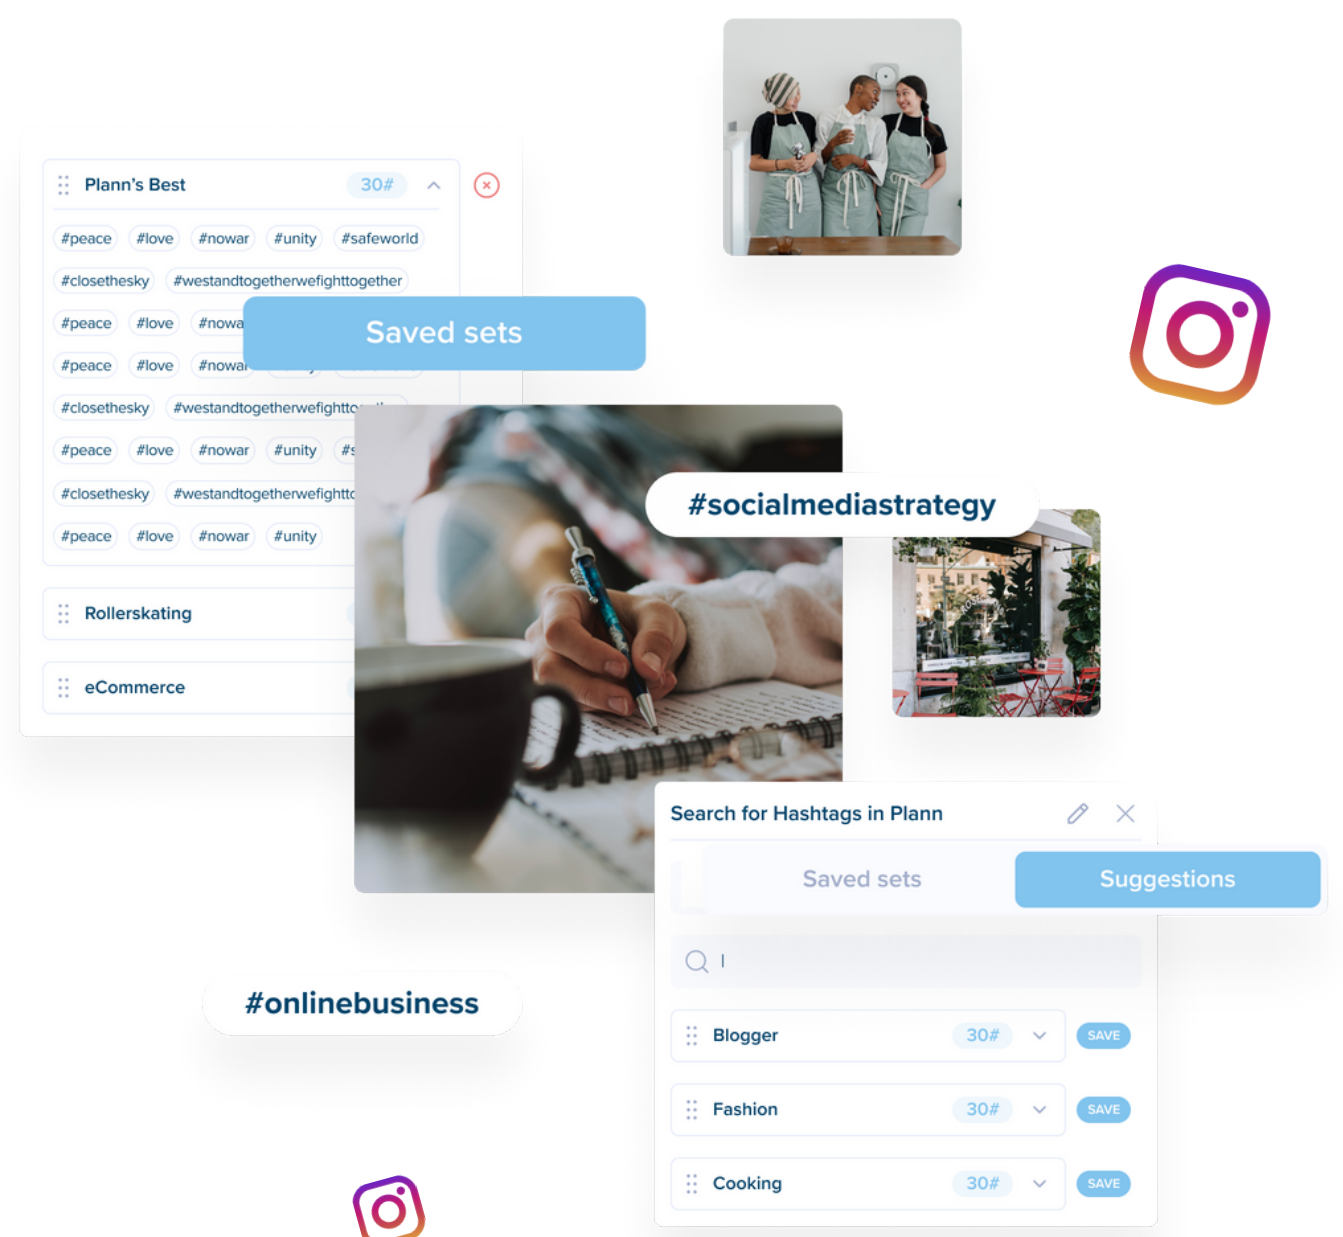 Plann’s Best 30#
#peace #love #nowar #unity #safeworld
#closethesky #westandtogetherwefighttogether
#peace #love
Saved sets
#peace #love
#closethesky
#peace #love #nowar #unity
#closethesky
#peace #love #nowar #unity
Rollerskating
eCommerce
#socialmediastrategy
Search for Hashtags in Plann
Saved sets Suggestions
#onlinebusiness
Blogger 30# SAVE
Fashion 30# SAVE
Cooking 30# SAVE